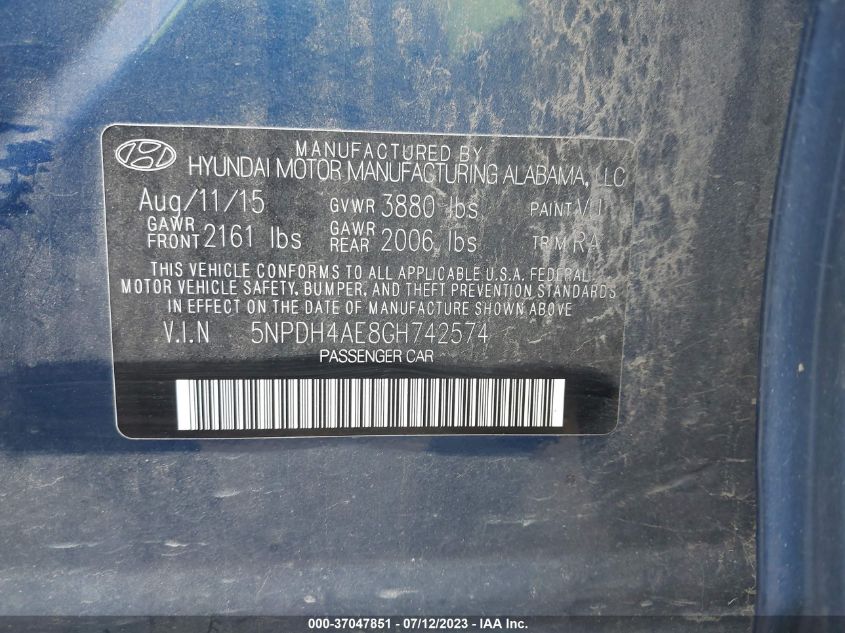 MANUFACTURED BY
HYUNDAI MOTOR MANUFACTURING ALABAMA, LLC
Aug/11/15 GVWR 3880 lbs PAINT
GAWR FRONT 2161 lbs GAWR REAR 2006 lbs TRIM RA
THIS VEHICLE CONFORMS TO ALL APPLICABLE U.S.A. FEDERAL
MOTOR VEHICLE SAFETY, BUMPER, AND THEFT PREVENTION STANDARDS
IN EFFECT ON THE DATE OF MANUFACTURE SHOWN ABOVE
V.I.N 5NPDH4AE8GH742574
PASSENGER CAR
000-37047851 / 07/12/2023 - IAA Inc.